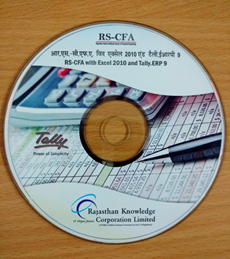 RS-CFA
आर.एस.-सी.एफ.ए. विद एक्सेल 2010 एंड टैली.ईआरपी 9
RS-CFA with Excel 2010 and Tally.ERP 9
Tally
Power of Simplicity
Rajasthan Knowledge
Corporation Limited